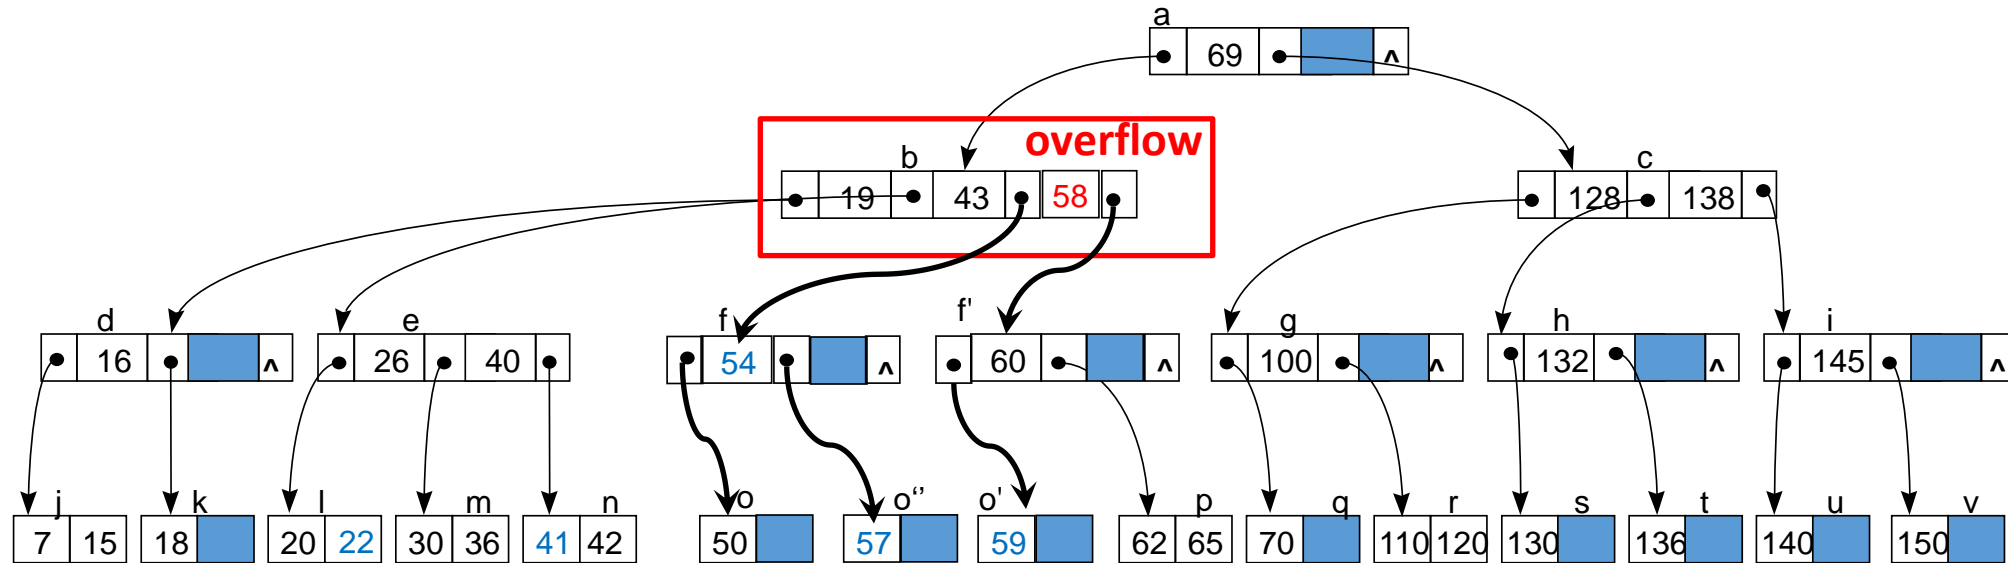 a
69 ^
overflow
b
19 43 58
c
128 138
d
16 ^
e
26 40
f
54 ^
f'
60 ^
g
100 ^
h
132 ^
i
145 ^
j
7 15
k
18
l
20 22
m
30 36
n
41 42
o
50
o‘’
57
o'
59
p
62 65
q
70
r
110 120
s
130
t
136
u
140
v
150